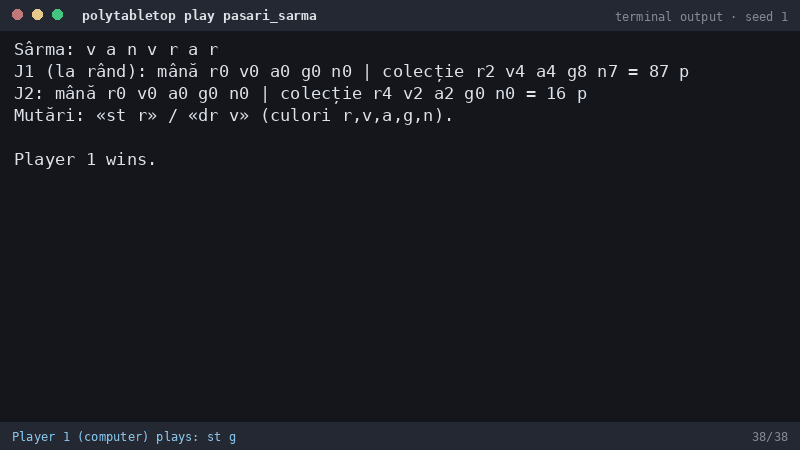 polytabletop play pasari_sarma
terminal output · seed 1
Sârma: v a n v r a r
J1 (la rând): mână r0 v0 a0 g0 n0 | colecție r2 v4 a4 g8 n7 = 87 p
J2: mână r0 v0 a0 g0 n0 | colecție r4 v2 a2 g0 n0 = 16 p
Mutări: «st r» / «dr v» (culori r,v,a,g,n).
Player 1 wins.
Player 1 (computer) plays: st g
38/38